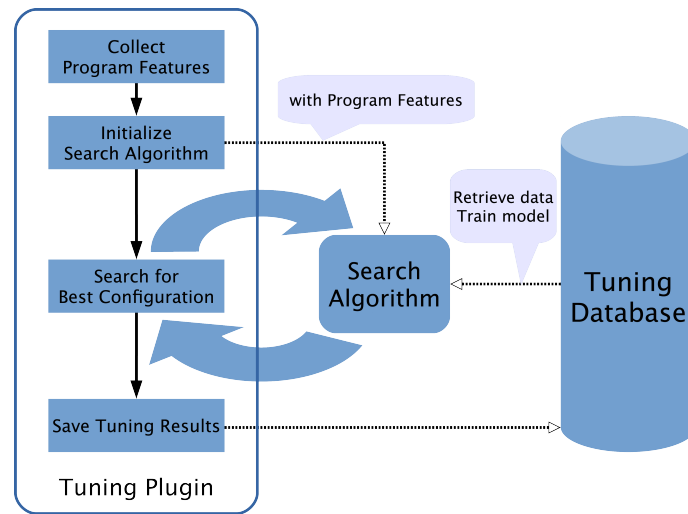 Collect
Program Features
Initialize
Search Algorithm
with Program Features
Retrieve data
Train model
Search for
Best Configuration
Search
Algorithm
Tuning
Database
Save Tuning Results
Tuning Plugin